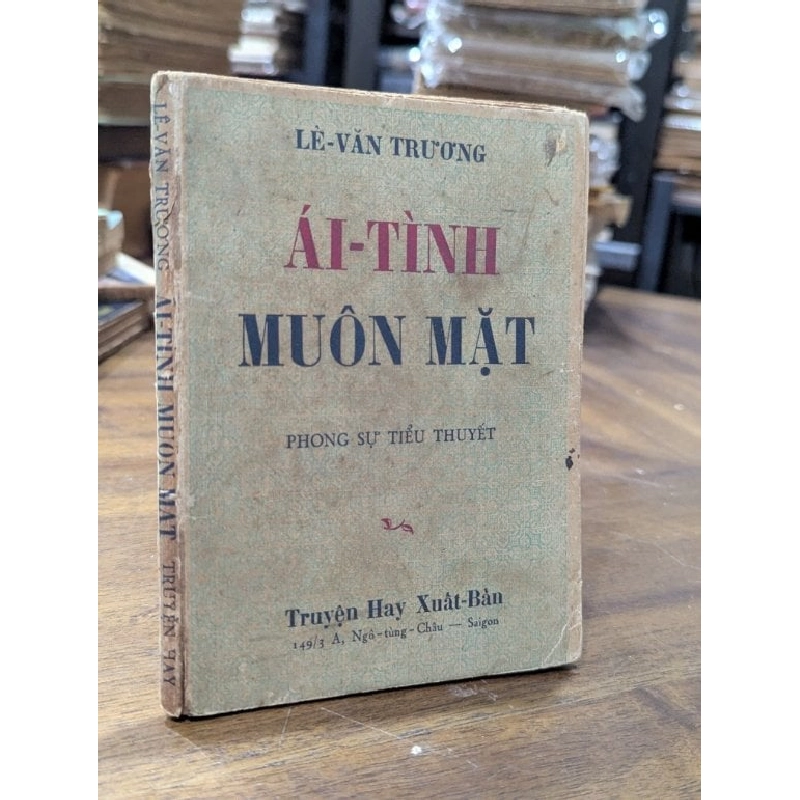 LÊ-VĂN TRƯƠNG
ÁI-TÌNH
MUÔN MẶT
PHONG SỰ TIỂU THUYẾT
Truyện Hay Xuất-Bản
149/3 A, Ngô-tùng-Châu — Saigon
LÊ-VĂN TRƯƠNG ÁI-TÌNH MUÔN MẶT TRUYỆN HAY